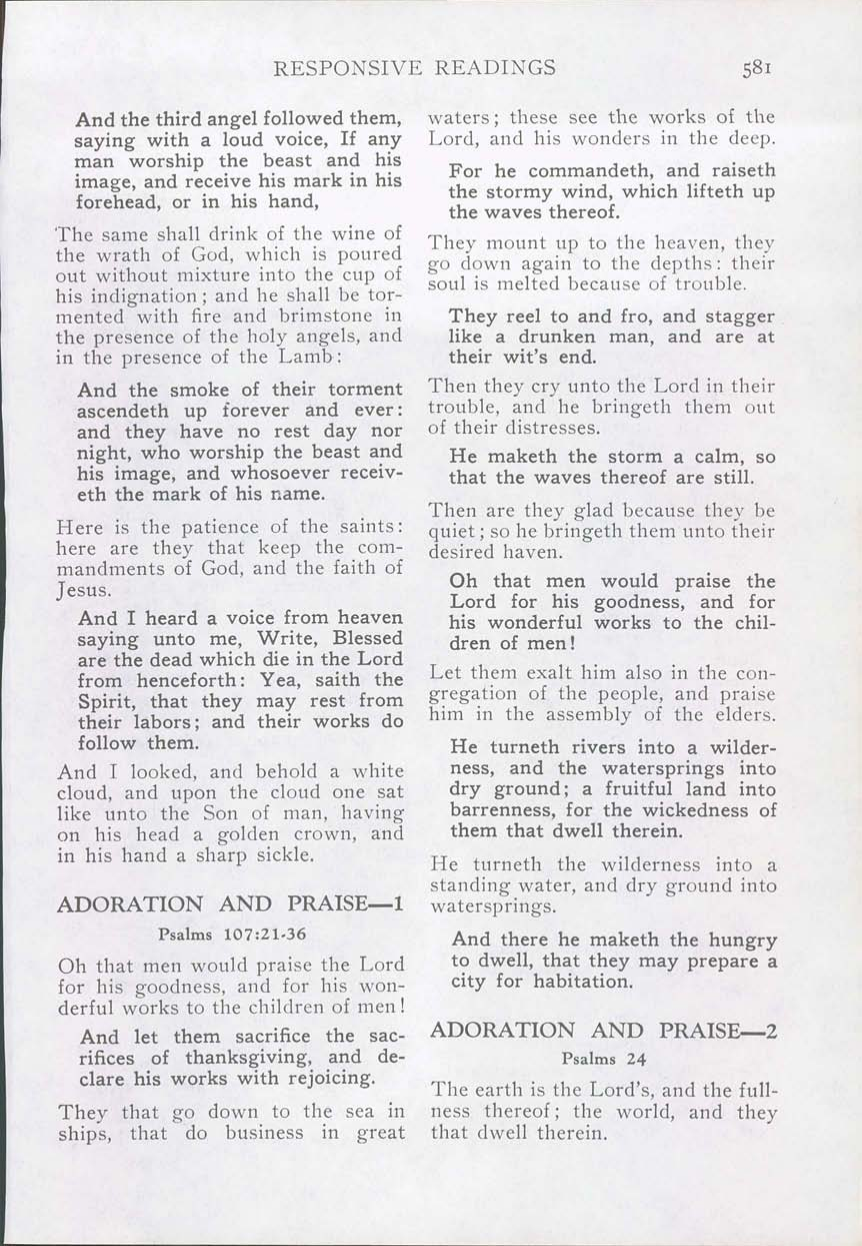 RESPONSIVE READINGS 581
And the third angel followed them,
saying with a loud voice, If any
man worship the beast and his
image, and receive his mark in his
forehead, or in his hand,
The same shall drink of the wine of
the wrath of God, which is poured
out without mixture into the cup of
his indignation; and he shall be tor-
mented with fire and brimstone in
the presence of the holy angels, and
in the presence of the Lamb:
And the smoke of their torment
ascendeth up forever and ever:
and they have no rest day nor
night, who worship the beast and
his image, and whosoever receiv-
eth the mark of his name.
Here is the patience of the saints:
here are they that keep the com-
mandments of God, and the faith of
Jesus.
And I heard a voice from heaven
saying unto me, Write, Blessed
are the dead which die in the Lord
from henceforth: Yea, saith the
Spirit, that they may rest from
their labors; and their works do
follow them.
And I looked, and behold a white
cloud, and upon the cloud one sat
like unto the Son of man, having
on his head a golden crown, and
in his hand a sharp sickle.
ADORATION AND PRAISE—1
Psalms 107:21-36
Oh that men would praise the Lord
for his goodness, and for his won-
derful works to the children of men!
And let them sacrifice the sac-
rifices of thanksgiving, and de-
clare his works with rejoicing.
They that go down to the sea in
ships, that do business in great
waters; these see the works of the
Lord, and his wonders in the deep.
For he commandeth, and raiseth
the stormy wind, which lifteth up
the waves thereof.
They mount up to the heaven, they
go down again to the depths: their
soul is melted because of trouble.
They reel to and fro, and stagger
like a drunken man, and are at
their wit's end.
Then they cry unto the Lord in their
trouble, and he bringeth them out
of their distresses.
He maketh the storm a calm, so
that the waves thereof are still.
Then are they glad because they be
quiet; so he bringeth them unto their
desired haven.
Oh that men would praise the
Lord for his goodness, and for
his wonderful works to the chil-
dren of men!
Let them exalt him also in the con-
gregation of the people, and praise
him in the assembly of the elders.
He turneth rivers into a wilder-
ness, and the watersprings into
dry ground; a fruitful land into
barrenness, for the wickedness of
them that dwell therein.
He turneth the wilderness into a
standing water, and dry ground into
watersprings.
And there he maketh the hungry
to dwell, that they may prepare a
city for habitation.
ADORATION AND PRAISE—2
Psalms 24
The earth is the Lord's, and the full-
ness thereof; the world, and they
that dwell therein.